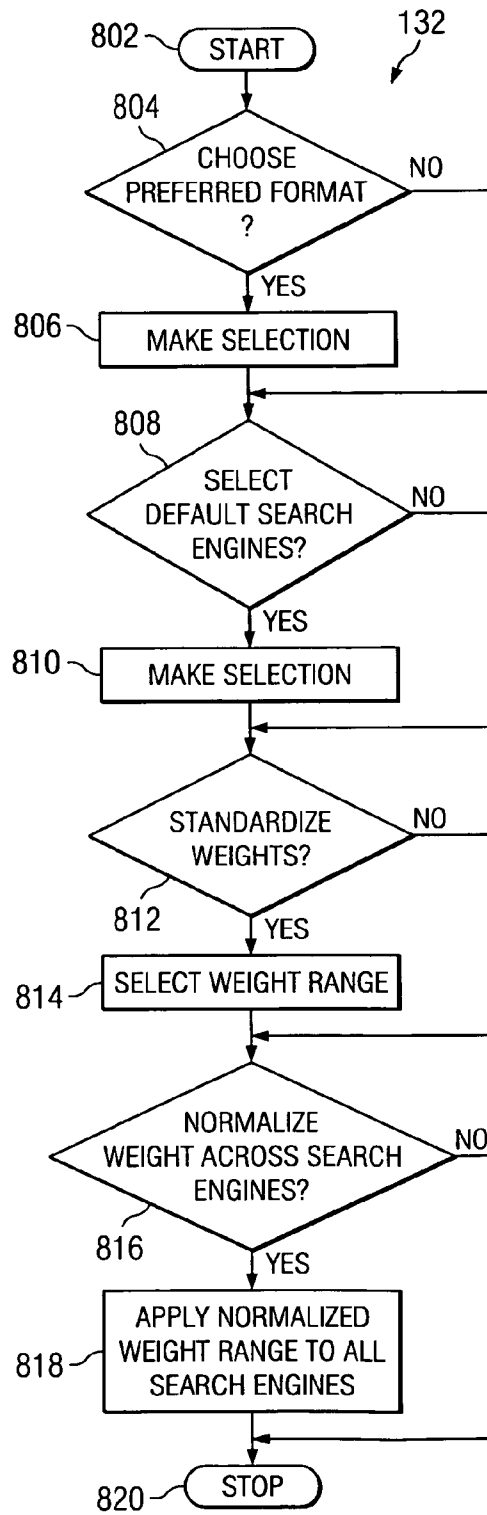 802
START
132
804
CHOOSE
PREFERRED FORMAT
?
NO
YES
806
MAKE SELECTION
808
SELECT
DEFAULT SEARCH
ENGINES?
NO
YES
810
MAKE SELECTION
STANDARDIZE
WEIGHTS?
NO
812
YES
814
SELECT WEIGHT RANGE
NORMALIZE
WEIGHT ACROSS SEARCH
ENGINES?
NO
816
YES
818
APPLY NORMALIZED
WEIGHT RANGE TO ALL
SEARCH ENGINES
820
STOP